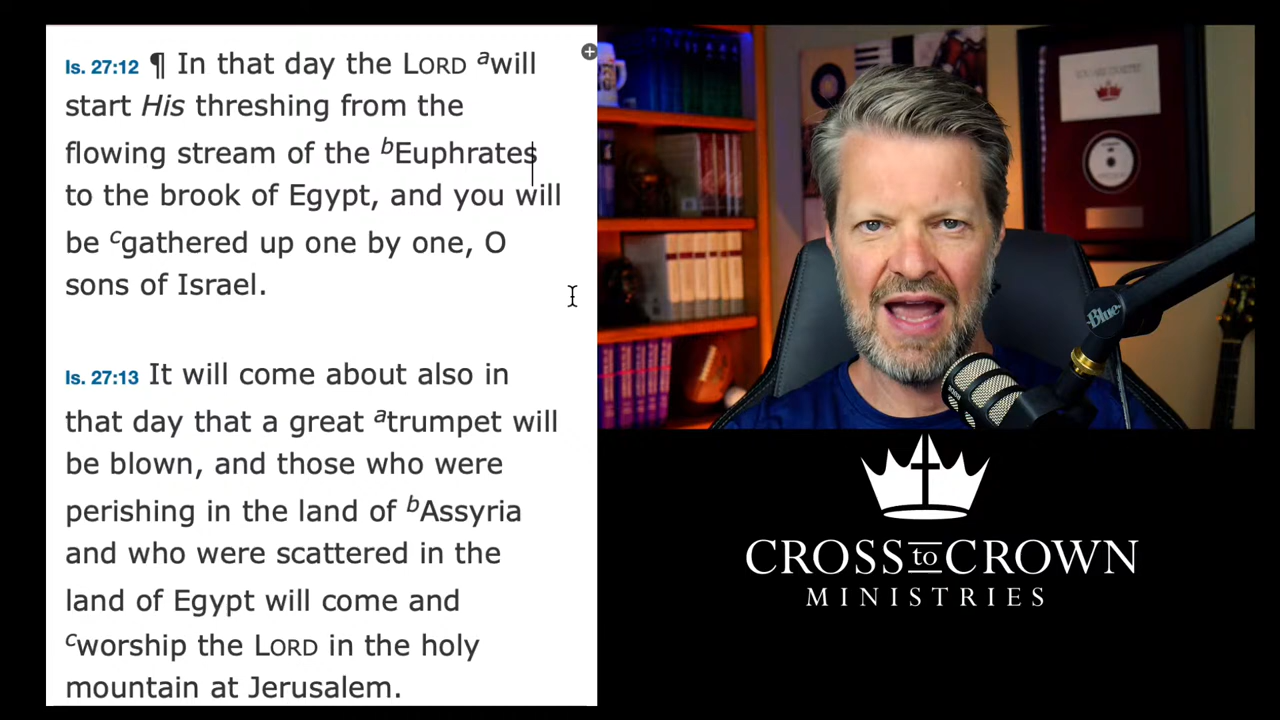 Is. 27:12 ¶ In that day the LORD ᵃwill
start His threshing from the
flowing stream of the ᵇEuphrates
to the brook of Egypt, and you will
be ᶜgathered up one by one, O
sons of Israel.
Is. 27:13 It will come about also in
that day that a great ᵃtrumpet will
be blown, and those who were
perishing in the land of ᵇAssyria
and who were scattered in the
land of Egypt will come and
ᶜworship the LORD in the holy
mountain at Jerusalem.
Blue
CROSS to CROWN
MINISTRIES